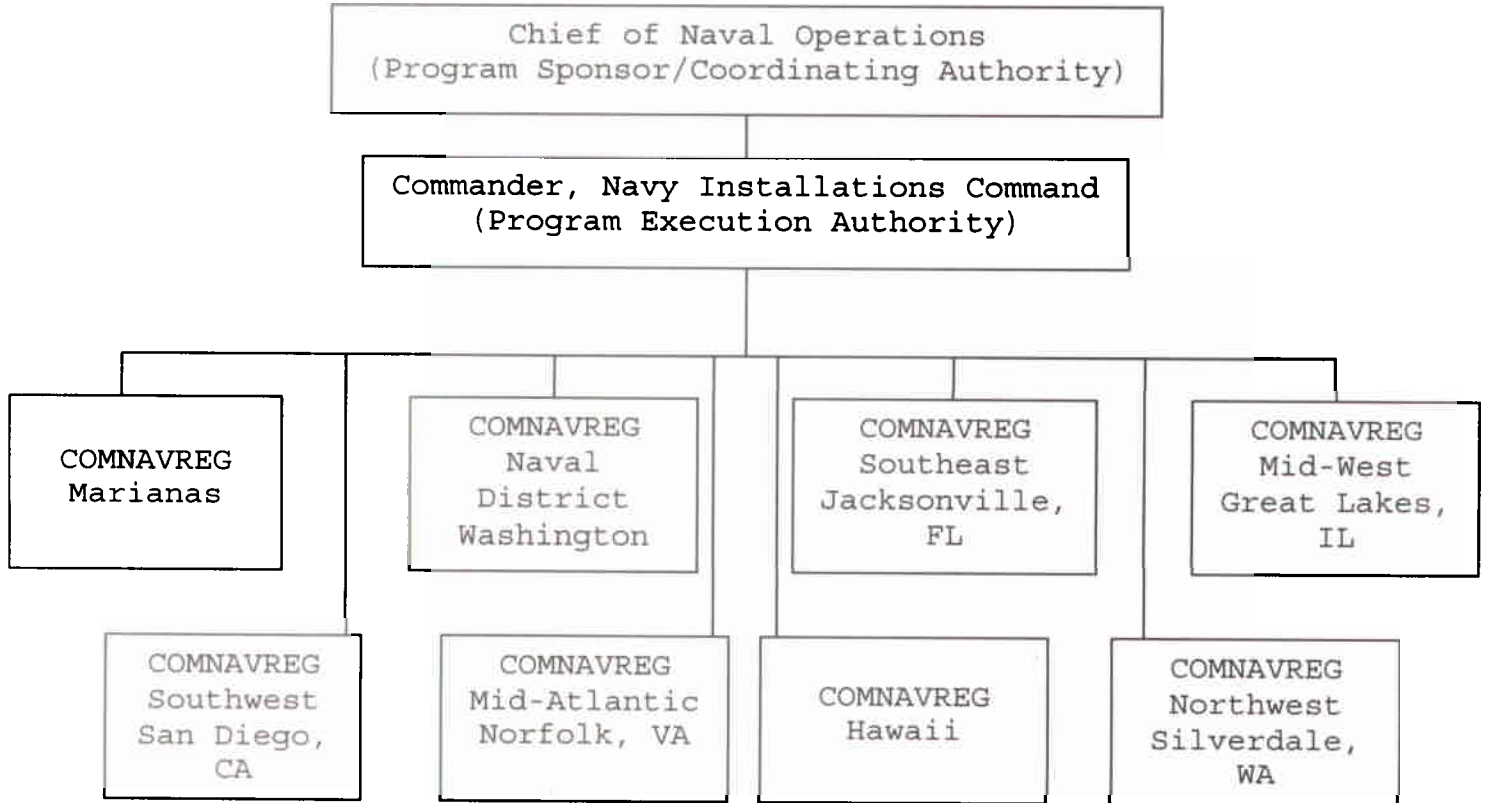 Chief of Naval Operations
(Program Sponsor/Coordinating Authority)
Commander, Navy Installations Command
(Program Execution Authority)
COMNAVREG
Marianas
COMNAVREG
Naval
District
Washington
COMNAVREG
Southeast
Jacksonville,
FL
COMNAVREG
Mid-West
Great Lakes,
IL
COMNAVREG
Southwest
San Diego,
CA
COMNAVREG
Mid-Atlantic
Norfolk, VA
COMNAVREG
Hawaii
COMNAVREG
Northwest
Silverdale,
WA